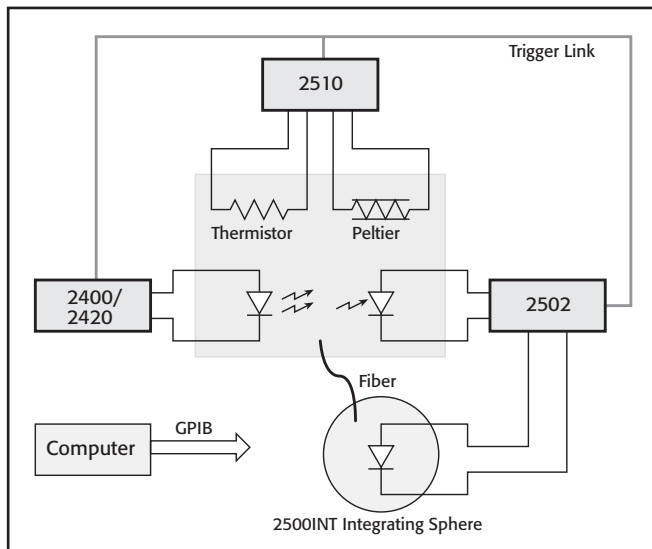 Trigger Link
2510
Thermistor
Peltier
2400/
2420
2502
Fiber
GPIB
Computer
2500INT Integrating Sphere